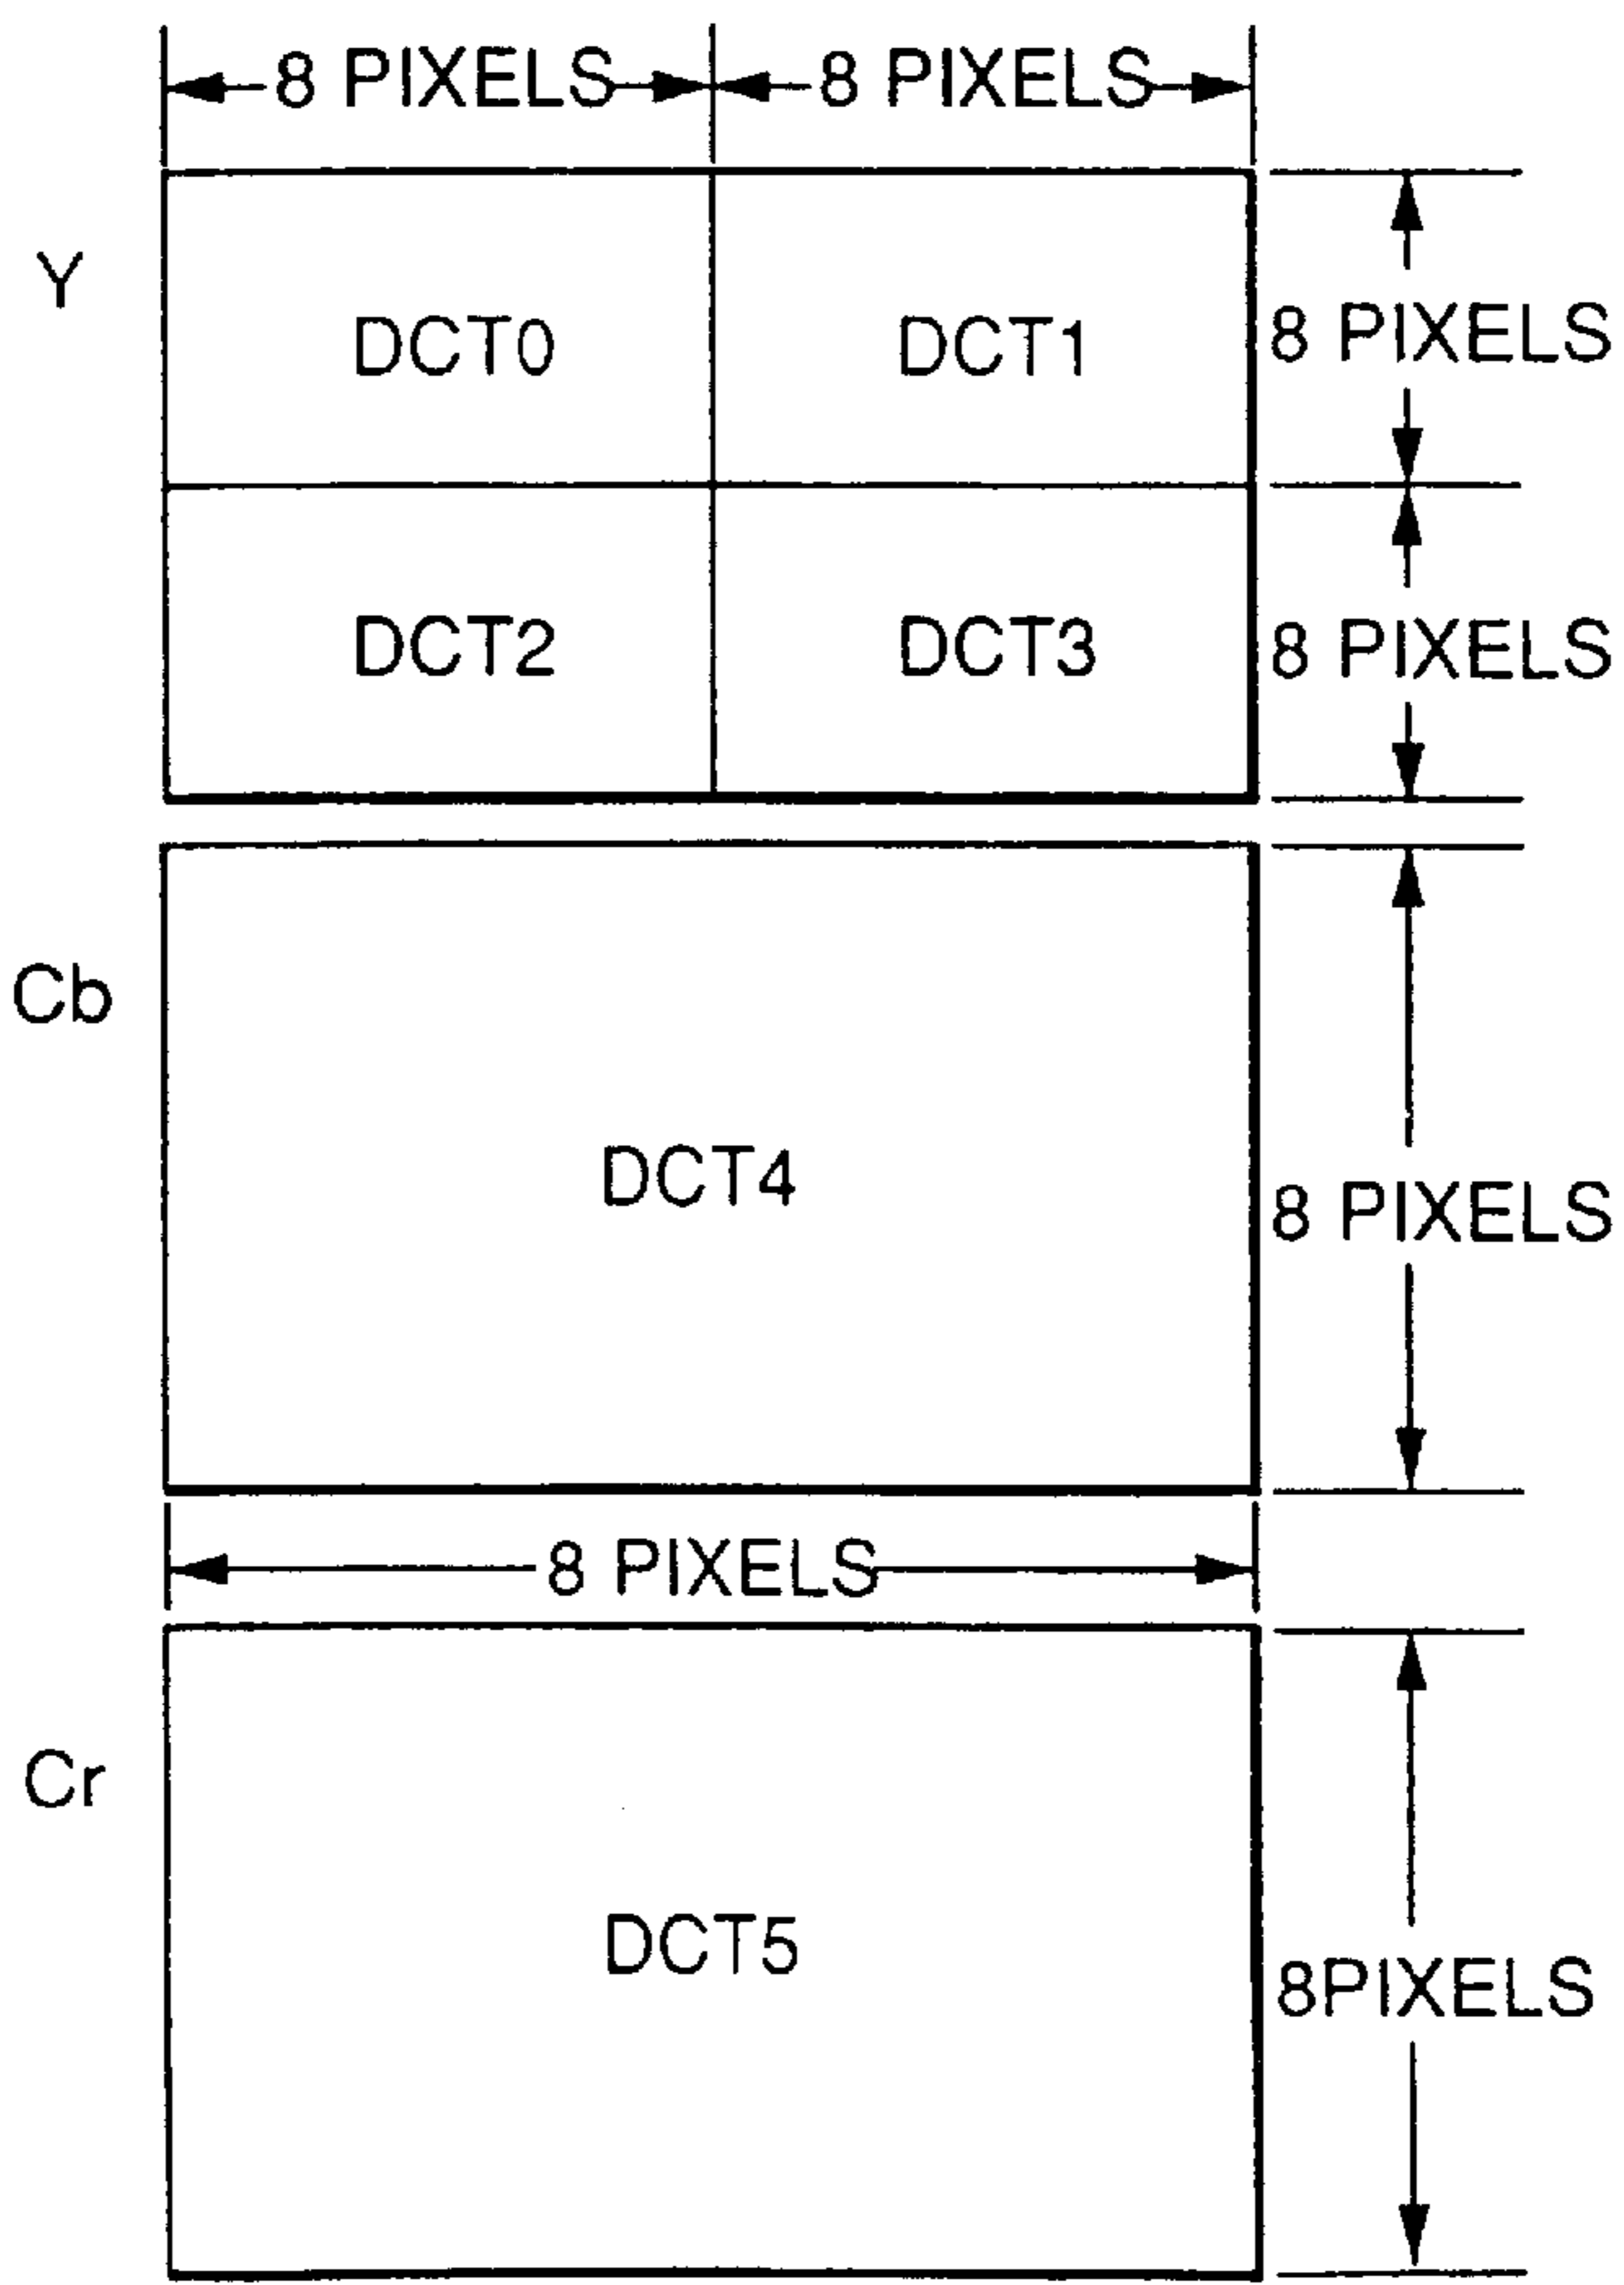 8 PIXELS 8 PIXELS
Y
DCT0 DCT1 8 PIXELS
DCT2 DCT3 8 PIXELS
Cb
DCT4 8 PIXELS
8 PIXELS
Cr
DCT5 8PIXELS